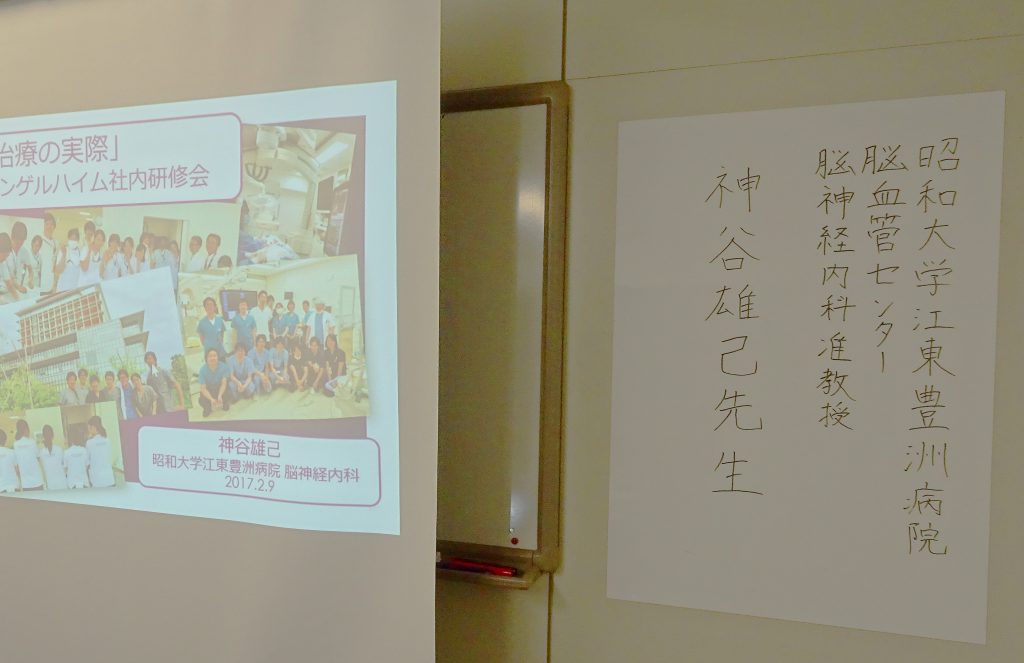 治療の実際」
ンゲルハイム社内研修会
神谷雄己
昭和大学江東豊洲病院 脳神経内科
2017.2.9
昭和大学江東豊洲病院
脳血管センター
脳神経内科准教授
神谷雄己先生